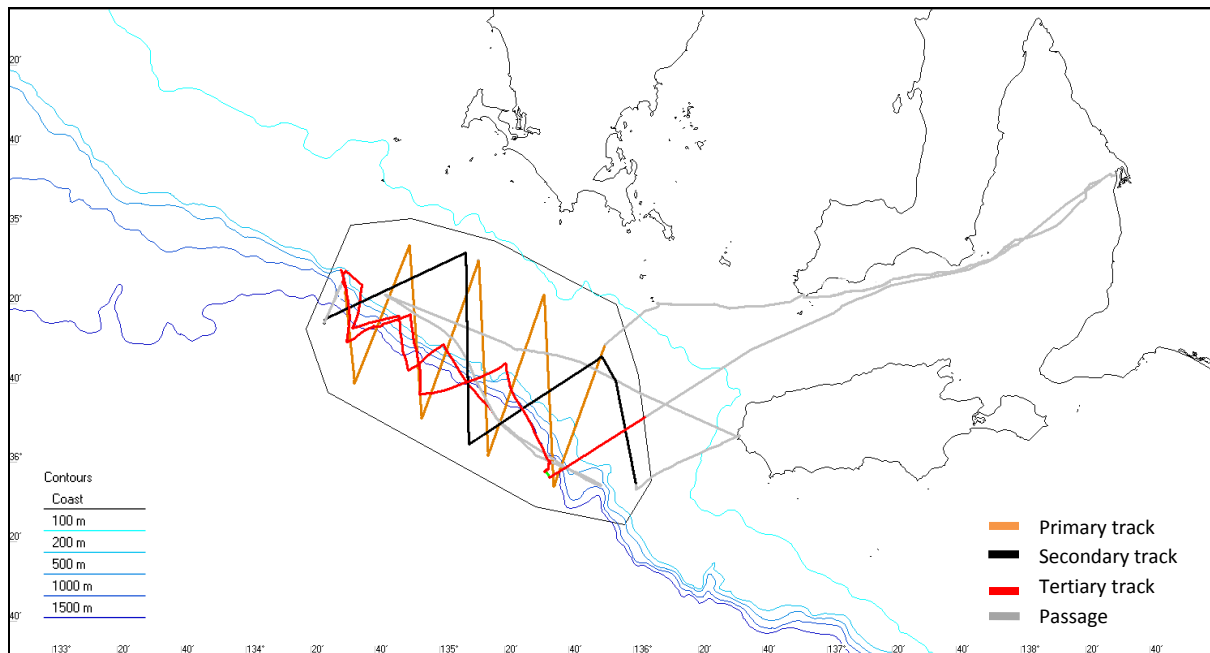 20′
40′
35°
20′
40′
36°
20′
40′
Contours
Coast
100 m
200 m
500 m
1000 m
1500 m
Primary track
Secondary track
Tertiary track
Passage
133° 20′ 40′ 134° 20′ 40′ 135° 20′ 40′ 136° 20′ 40′ 137° 20′ 40′ 138° 20′ 40′